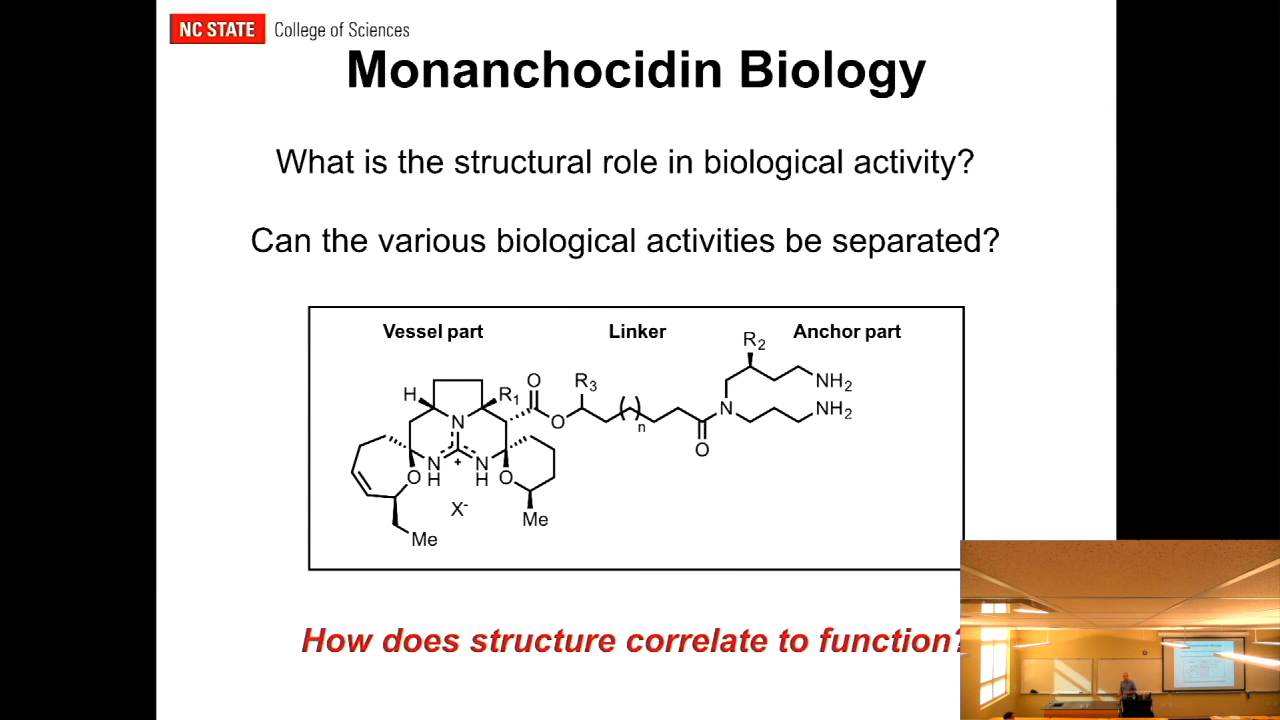 NC STATE College of Sciences
Monanchocidin Biology
What is the structural role in biological activity?
Can the various biological activities be separated?
Vessel part Linker Anchor part
R2
H R1 O R3 NH2
N O n N NH2
O
N H N H O O
+
X-
Me
Me
How does structure correlate to function?